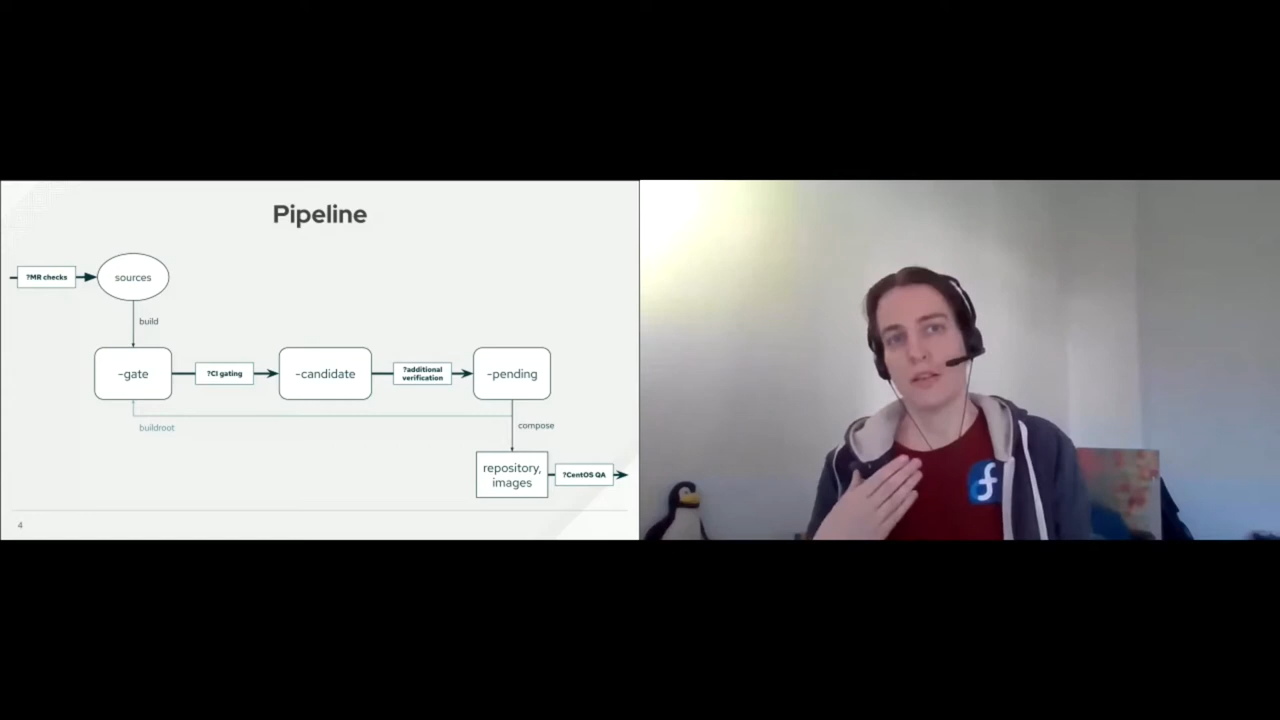 Pipeline
?MR checks
sources
build
-gate
?CI gating
-candidate
?additional
verification
-pending
buildroot
compose
repository,
images
?CentOS QA
4